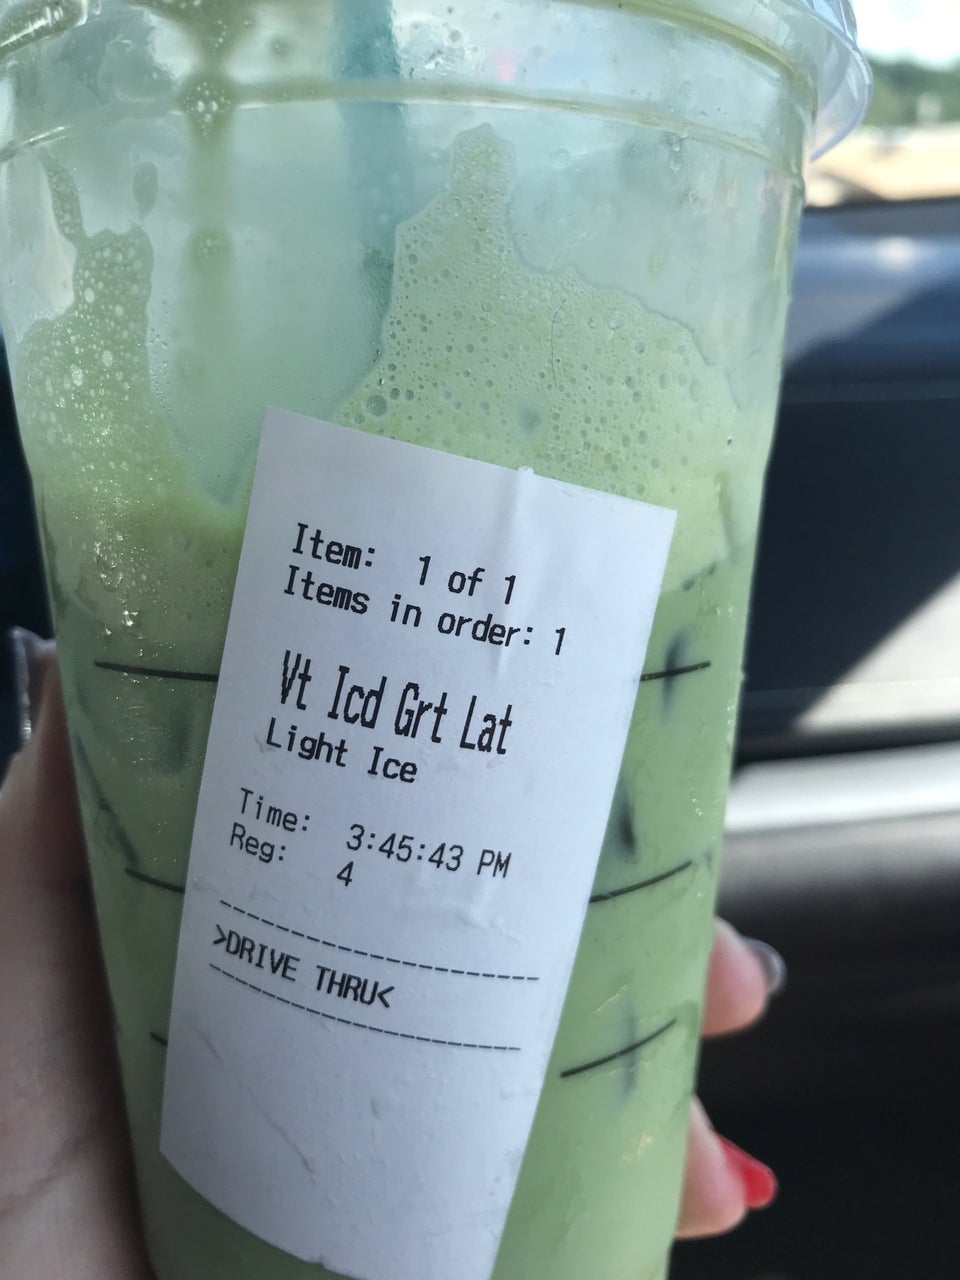 Item: 1 of 1
Items in order: 1
Vt Icd Grt Lat
Light Ice
Time: 3:45:43 PM
Reg: 4
>DRIVE THRU<